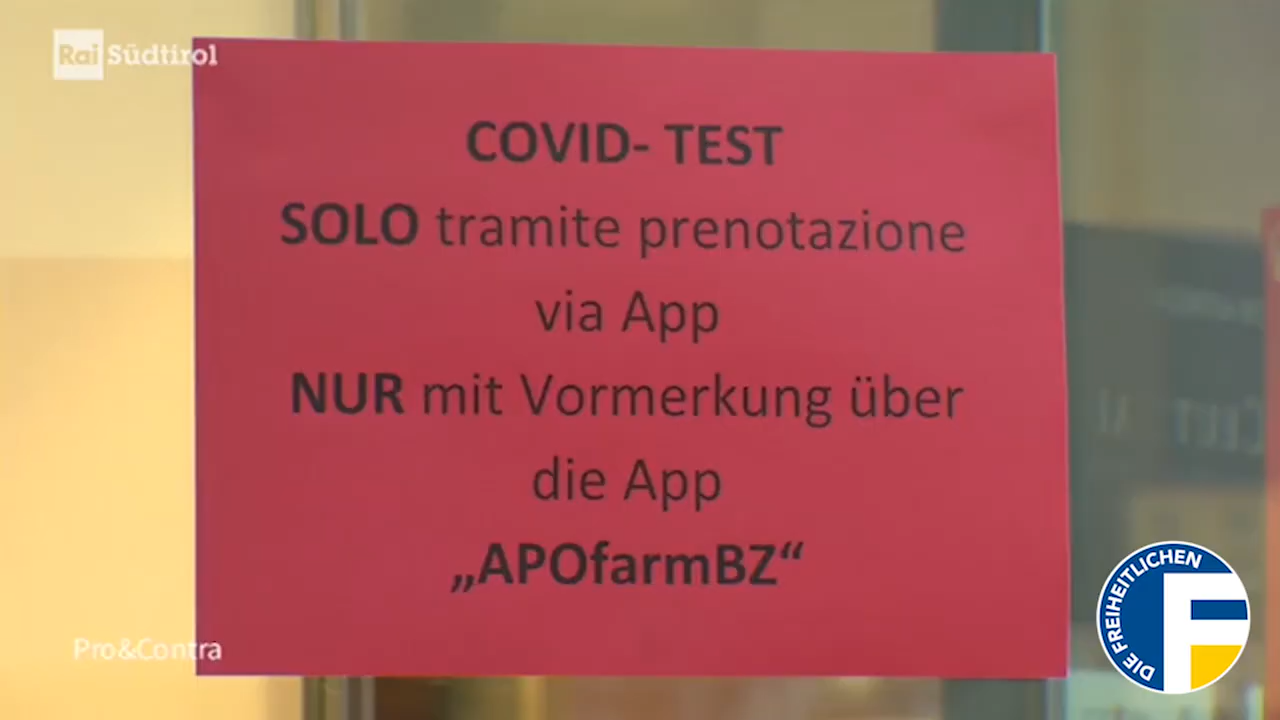 Rai Südtirol
COVID- TEST
SOLO tramite prenotazione
via App
NUR mit Vormerkung über
die App
„APOfarmBZ“
Pro&Contra
DIE FREIHEITLICHEN
F